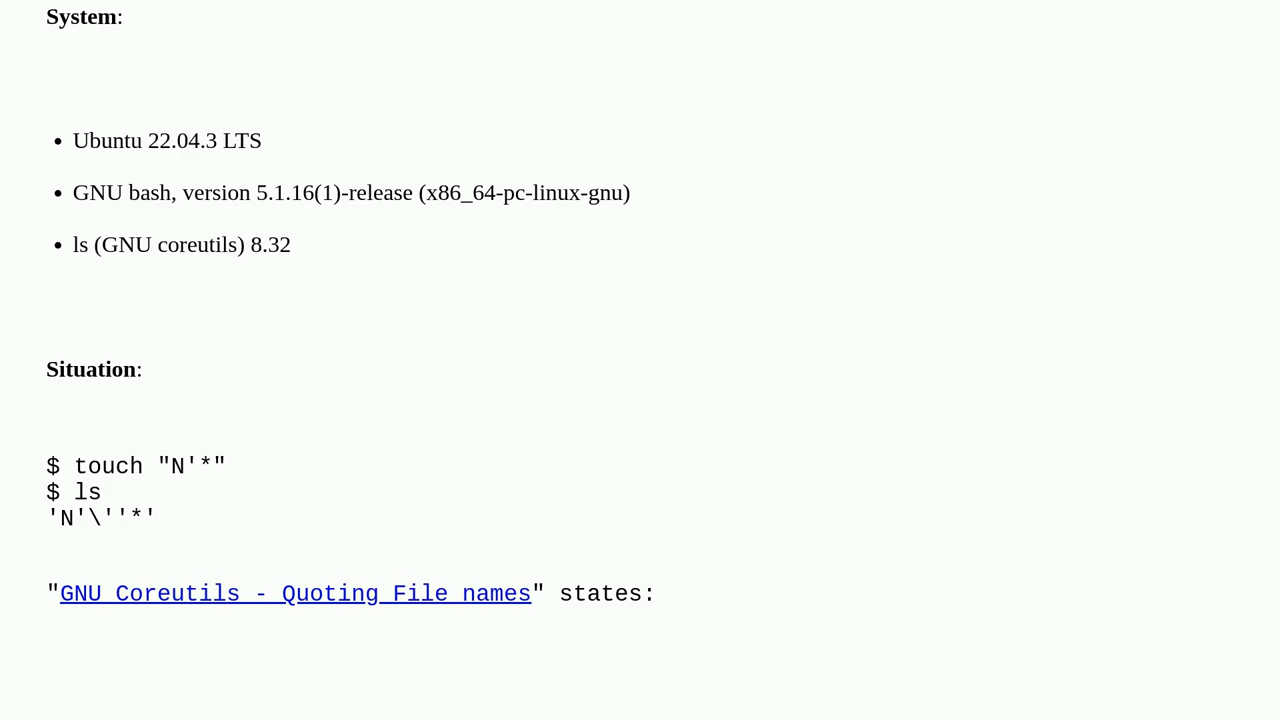 System:
• Ubuntu 22.04.3 LTS
• GNU bash, version 5.1.16(1)-release (x86_64-pc-linux-gnu)
• ls (GNU coreutils) 8.32
Situation:
$ touch "N'*"
$ ls
'N'\''*'
"GNU Coreutils - Quoting File names" states: